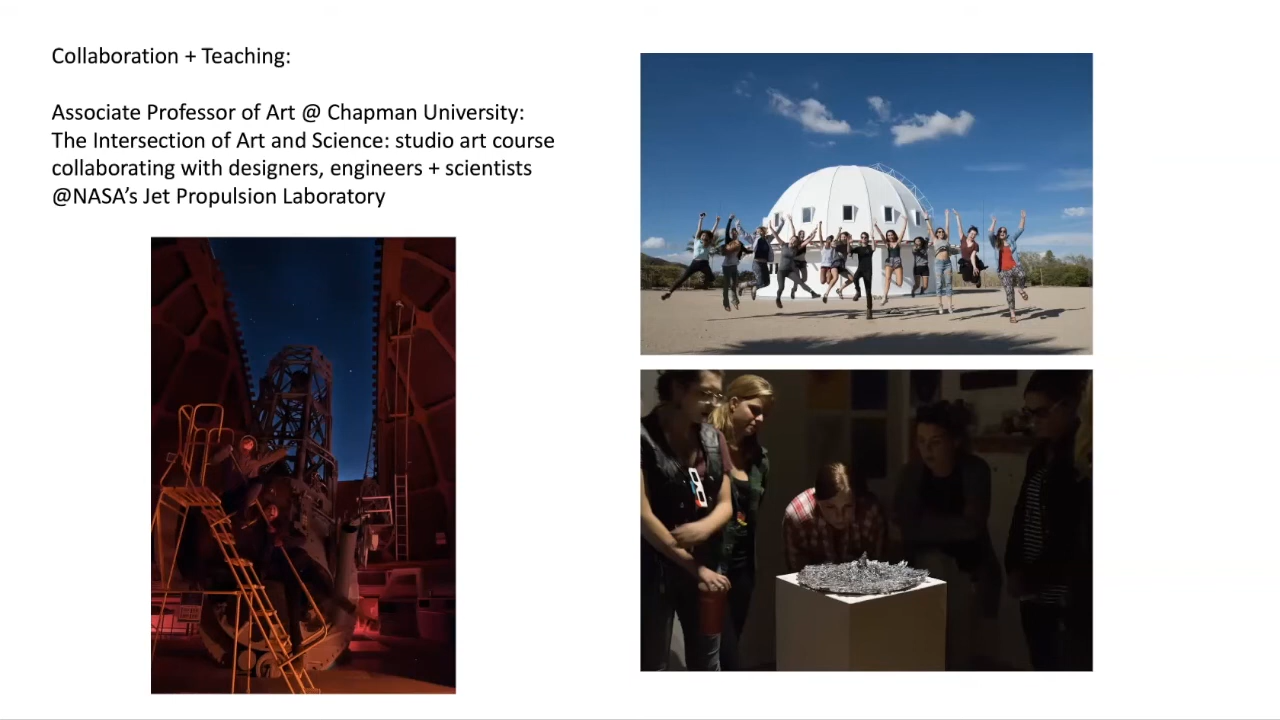 Collaboration + Teaching:
Associate Professor of Art @ Chapman University:
The Intersection of Art and Science: studio art course
collaborating with designers, engineers + scientists
@NASA’s Jet Propulsion Laboratory